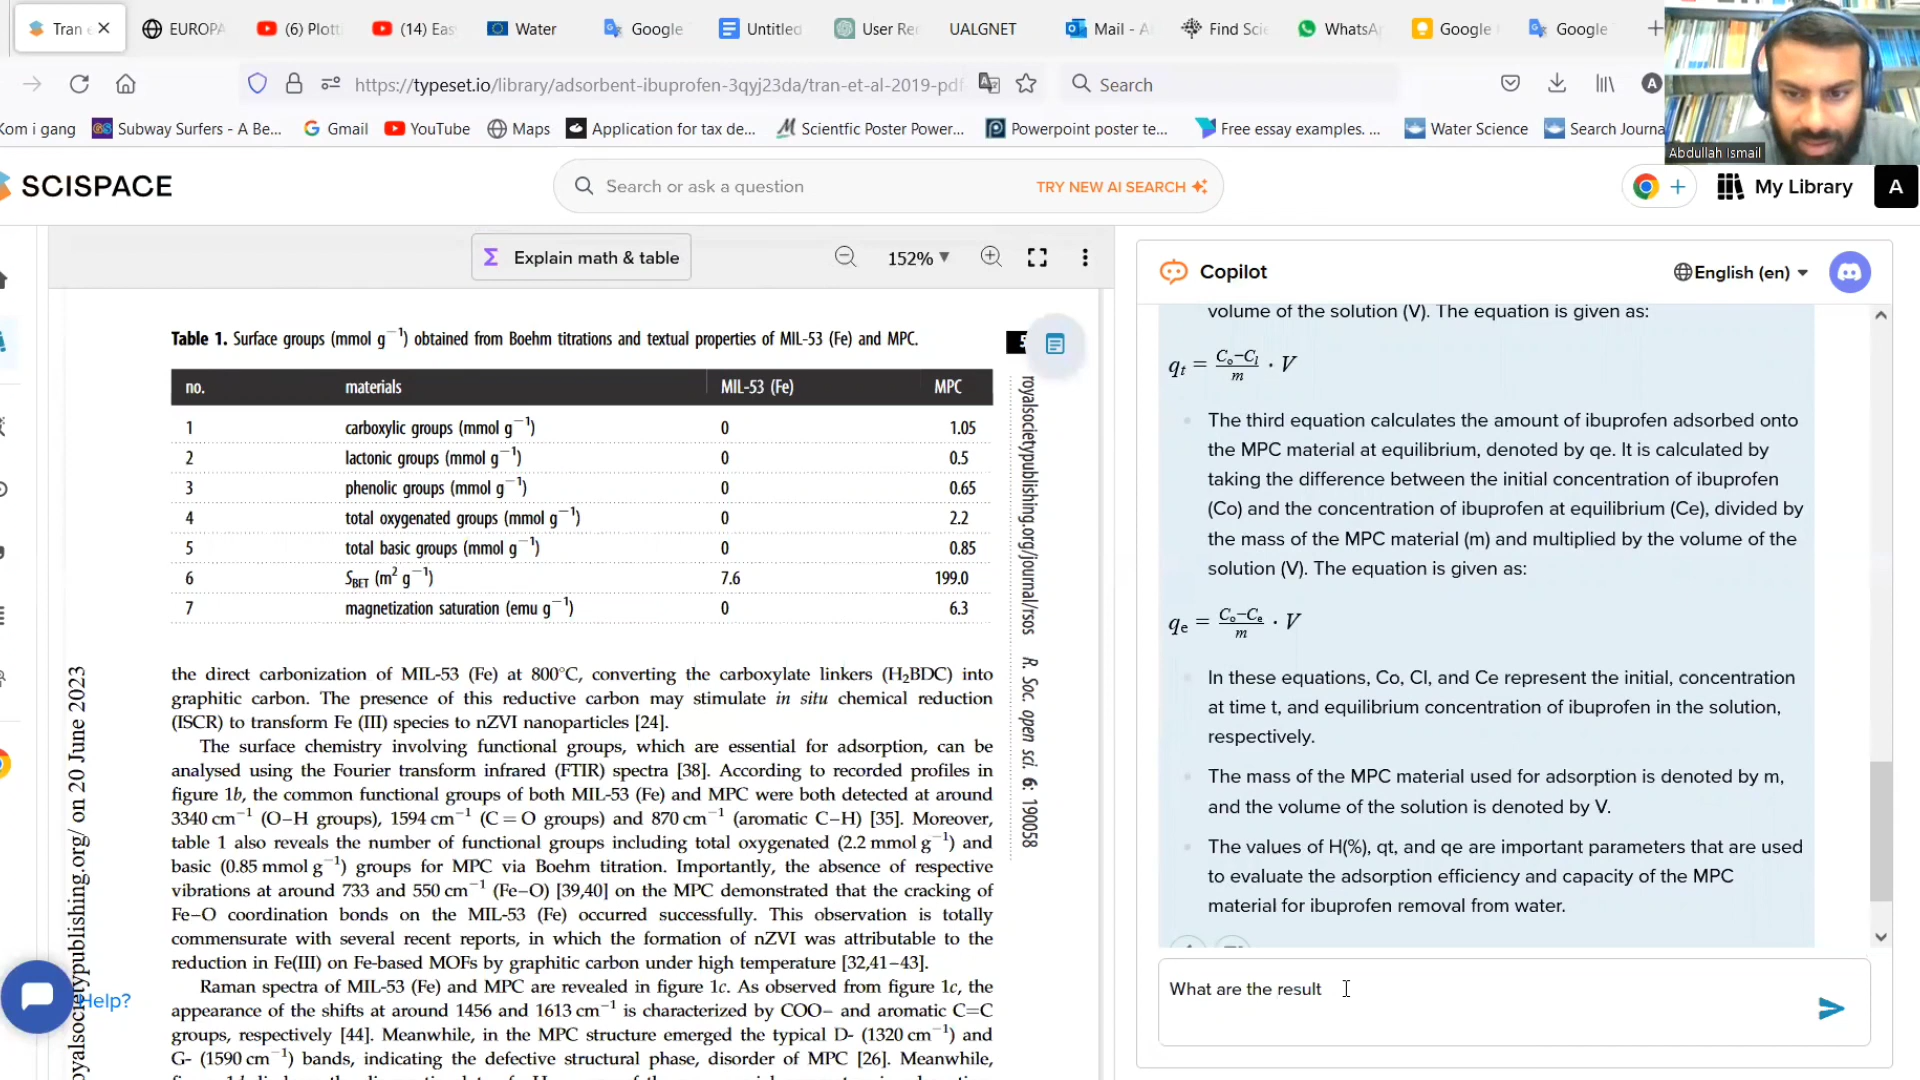 Tran e
EUROPA
(6) Plotti
(14) Eas
Water
Google
Untitled
User Rec
UALGNET
Mail - A
Find Scie
WhatsA
Google
Google
https://typeset.io/library/adsorbent-ibuprofen-3qyj23da/tran-et-al-2019-pdf
Search
A
Kom i gang
GS Subway Surfers - A Be...
Gmail
YouTube
Maps
Application for tax de...
Scientfic Poster Power...
Powerpoint poster te...
Free essay examples. ...
Water Science
Search Journa
Abdullah Ismail
SCISPACE
Search or ask a question
TRY NEW AI SEARCH
My Library
A
Explain math & table
152%
Copilot
English (en)
Table 1. Surface groups (mmol g⁻¹) obtained from Boehm titrations and textual properties of MIL-53 (Fe) and MPC.
5
no. materials MIL-53 (Fe) MPC
1 carboxylic groups (mmol g⁻¹) 0 1.05
2 lactonic groups (mmol g⁻¹) 0 0.5
3 phenolic groups (mmol g⁻¹) 0 0.65
4 total oxygenated groups (mmol g⁻¹) 0 2.2
5 total basic groups (mmol g⁻¹) 0 0.85
6 S_BET (m² g⁻¹) 7.6 199.0
7 magnetization saturation (emu g⁻¹) 0 6.3
the direct carbonization of MIL-53 (Fe) at 800°C, converting the carboxylate linkers (H₂BDC) into
graphitic carbon. The presence of this reductive carbon may stimulate in situ chemical reduction
(ISCR) to transform Fe (III) species to nZVI nanoparticles [24].
The surface chemistry involving functional groups, which are essential for adsorption, can be
analysed using the Fourier transform infrared (FTIR) spectra [38]. According to recorded profiles in
figure 1b, the common functional groups of both MIL-53 (Fe) and MPC were both detected at around
3340 cm⁻¹ (O–H groups), 1594 cm⁻¹ (C = O groups) and 870 cm⁻¹ (aromatic C–H) [35]. Moreover,
table 1 also reveals the number of functional groups including total oxygenated (2.2 mmol g⁻¹) and
basic (0.85 mmol g⁻¹) groups for MPC via Boehm titration. Importantly, the absence of respective
vibrations at around 733 and 550 cm⁻¹ (Fe–O) [39,40] on the MPC demonstrated that the cracking of
Fe–O coordination bonds on the MIL-53 (Fe) occurred successfully. This observation is totally
commensurate with several recent reports, in which the formation of nZVI was attributable to the
reduction in Fe(III) on Fe-based MOFs by graphitic carbon under high temperature [32,41–43].
Raman spectra of MIL-53 (Fe) and MPC are revealed in figure 1c. As observed from figure 1c, the
appearance of the shifts at around 1456 and 1613 cm⁻¹ is characterized by COO– and aromatic C=C
groups, respectively [44]. Meanwhile, in the MPC structure emerged the typical D- (1320 cm⁻¹) and
G- (1590 cm⁻¹) bands, indicating the defective structural phase, disorder of MPC [26]. Meanwhile,
royalsocietypublishing.org/journal/rsos R. Soc. open sci. 6: 190058
oyalsocietypublishing.org/ on 20 June 2023
Help?
volume of the solution (V). The equation is given as:
qₜ = (Cₒ–Cₗ)/m · V
The third equation calculates the amount of ibuprofen adsorbed onto
the MPC material at equilibrium, denoted by qe. It is calculated by
taking the difference between the initial concentration of ibuprofen
(Co) and the concentration of ibuprofen at equilibrium (Ce), divided by
the mass of the MPC material (m) and multiplied by the volume of the
solution (V). The equation is given as:
qₑ = (Cₒ–Cₑ)/m · V
In these equations, Co, Cl, and Ce represent the initial, concentration
at time t, and equilibrium concentration of ibuprofen in the solution,
respectively.
The mass of the MPC material used for adsorption is denoted by m,
and the volume of the solution is denoted by V.
The values of H(%), qt, and qe are important parameters that are used
to evaluate the adsorption efficiency and capacity of the MPC
material for ibuprofen removal from water.
What are the result